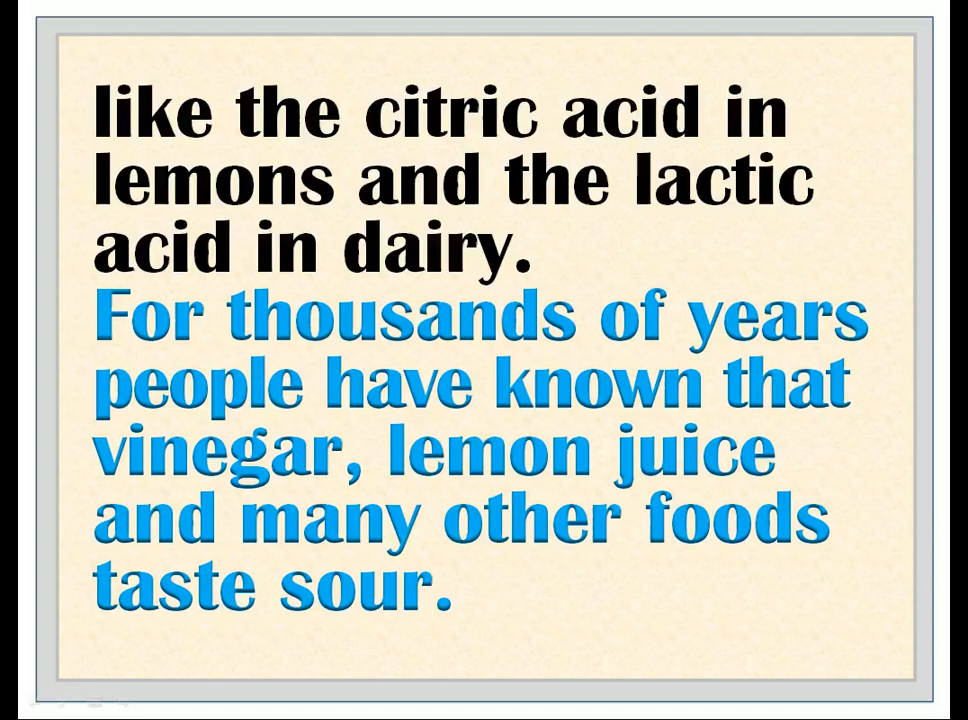 like the citric acid in
lemons and the lactic
acid in dairy.
For thousands of years
people have known that
vinegar, lemon juice
and many other foods
taste sour.